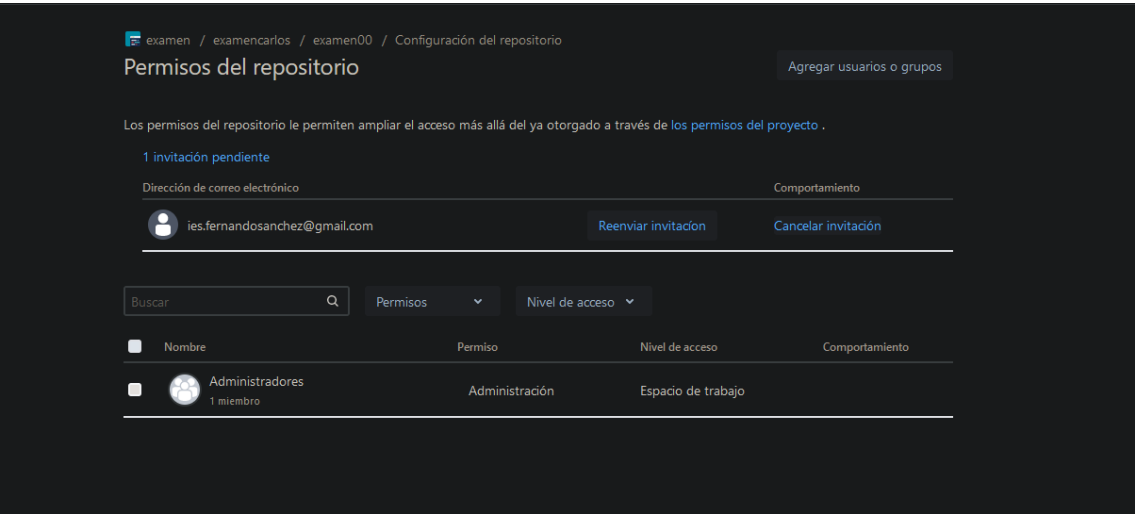 examen / examencarlos / examen00 / Configuración del repositorio
Permisos del repositorio
Agregar usuarios o grupos
Los permisos del repositorio le permiten ampliar el acceso más allá del ya otorgado a través de los permisos del proyecto .
1 invitación pendiente
Dirección de correo electrónico Comportamiento
ies.fernandosanchez@gmail.com Reenviar invitacíon Cancelar invitación
Buscar Permisos Nivel de acceso
Nombre Permiso Nivel de acceso Comportamiento
Administradores
1 miembro
Administración Espacio de trabajo